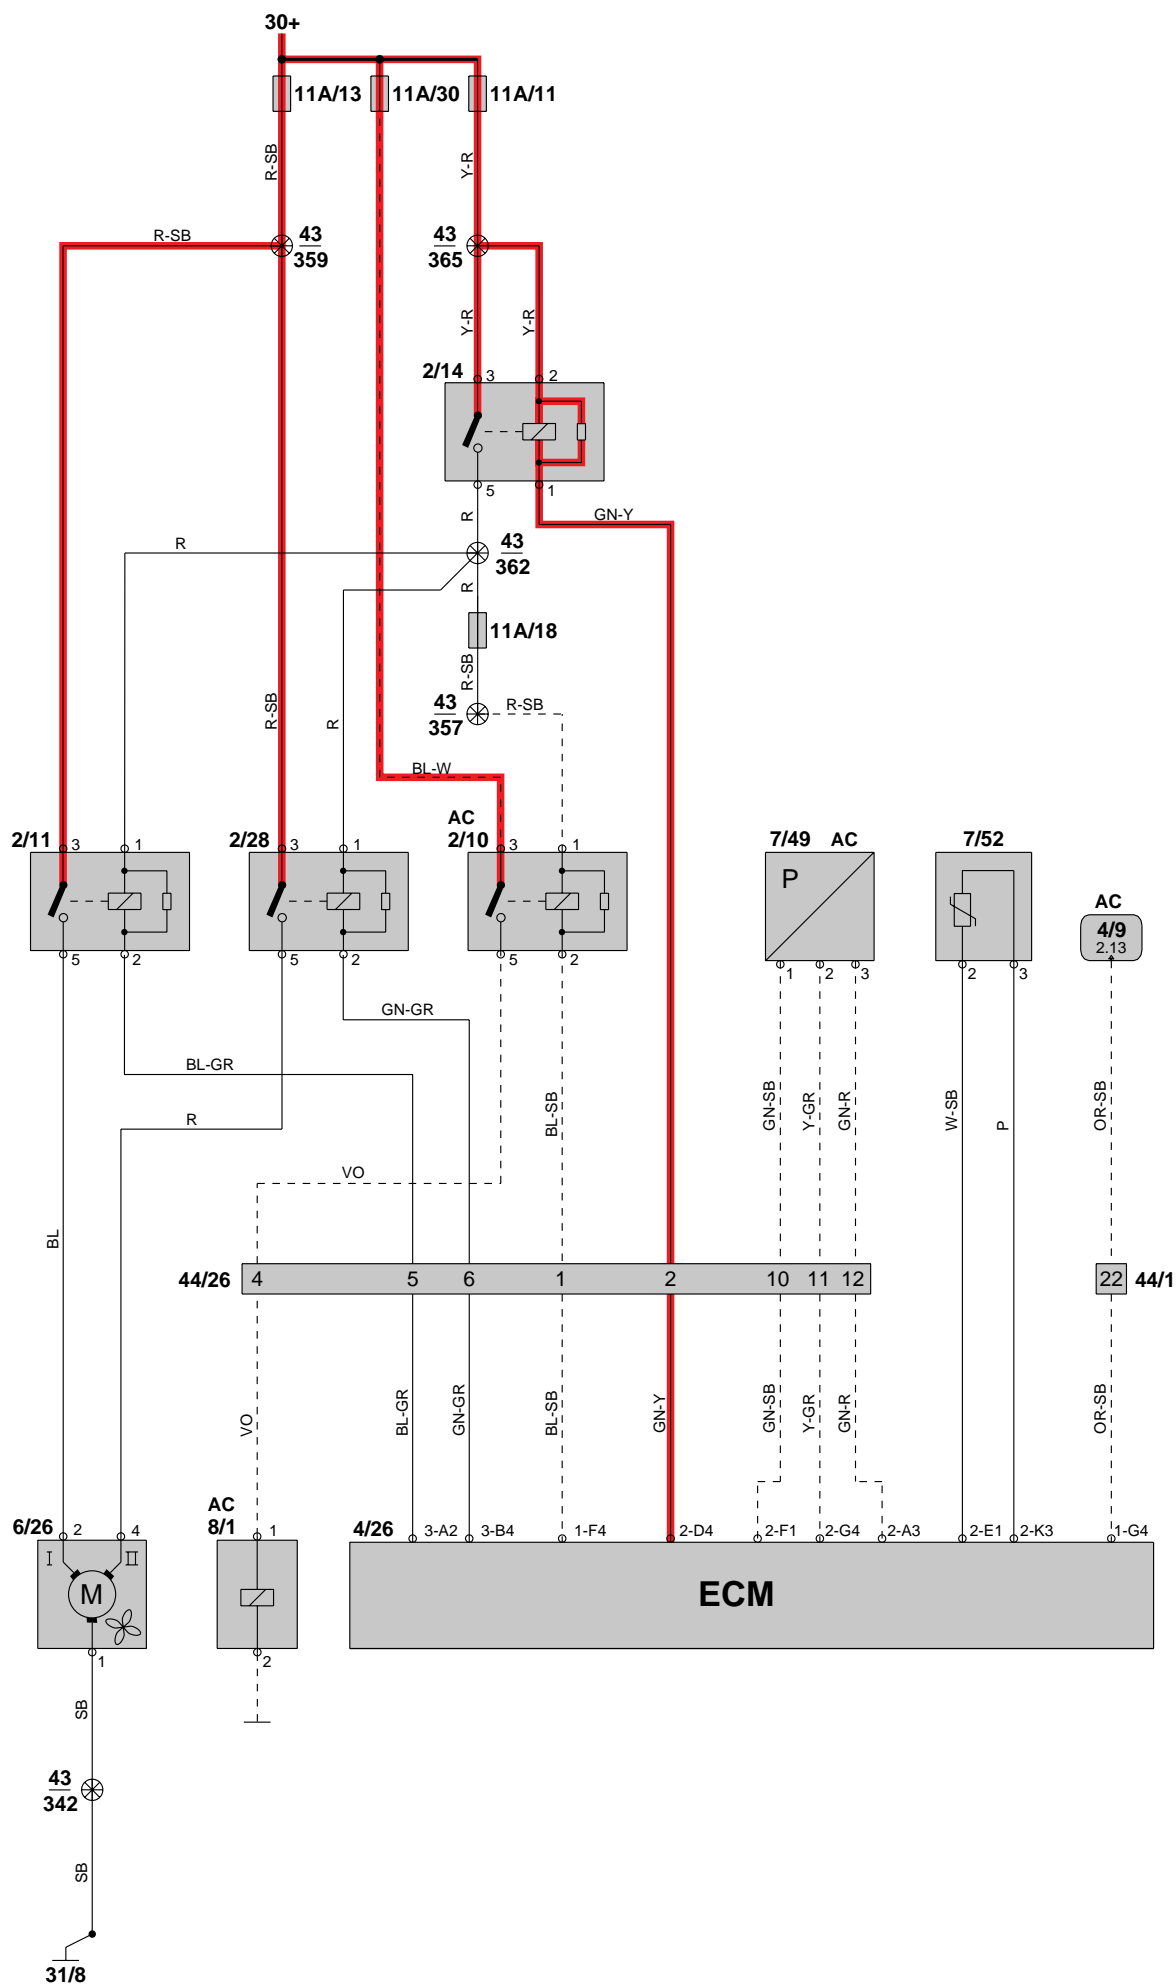 30+
11A/13 11A/30 11A/11
R-SB Y-R
R-SB 43 43
359 365
Y-R Y-R
2/14 3 2
5 1
R GN-Y
R 43
362
R
11A/18
R-SB
R-SB R 43 R-SB
357
BL-W
AC
2/11 3 1 2/28 3 1 2/10 3 1 7/49 AC 7/52
P
AC
4/9
2.13
5 2 5 2 5 2 1 2 3 2 3
GN-GR
BL-GR
R BL-SB GN-SB Y-GR GN-R W-SB P OR-SB
VO
BL
44/26 4 5 6 1 2 10 11 12 22 44/1
VO BL-GR GN-GR BL-SB GN-Y GN-SB Y-GR GN-R OR-SB
AC
6/26 2 4 8/1 1 4/26 3-A2 3-B4 1-F4 2-D4 2-F1 2-G4 2-A3 2-E1 2-K3 1-G4
I II
M ECM
1 2
SB
43
342
SB
31/8